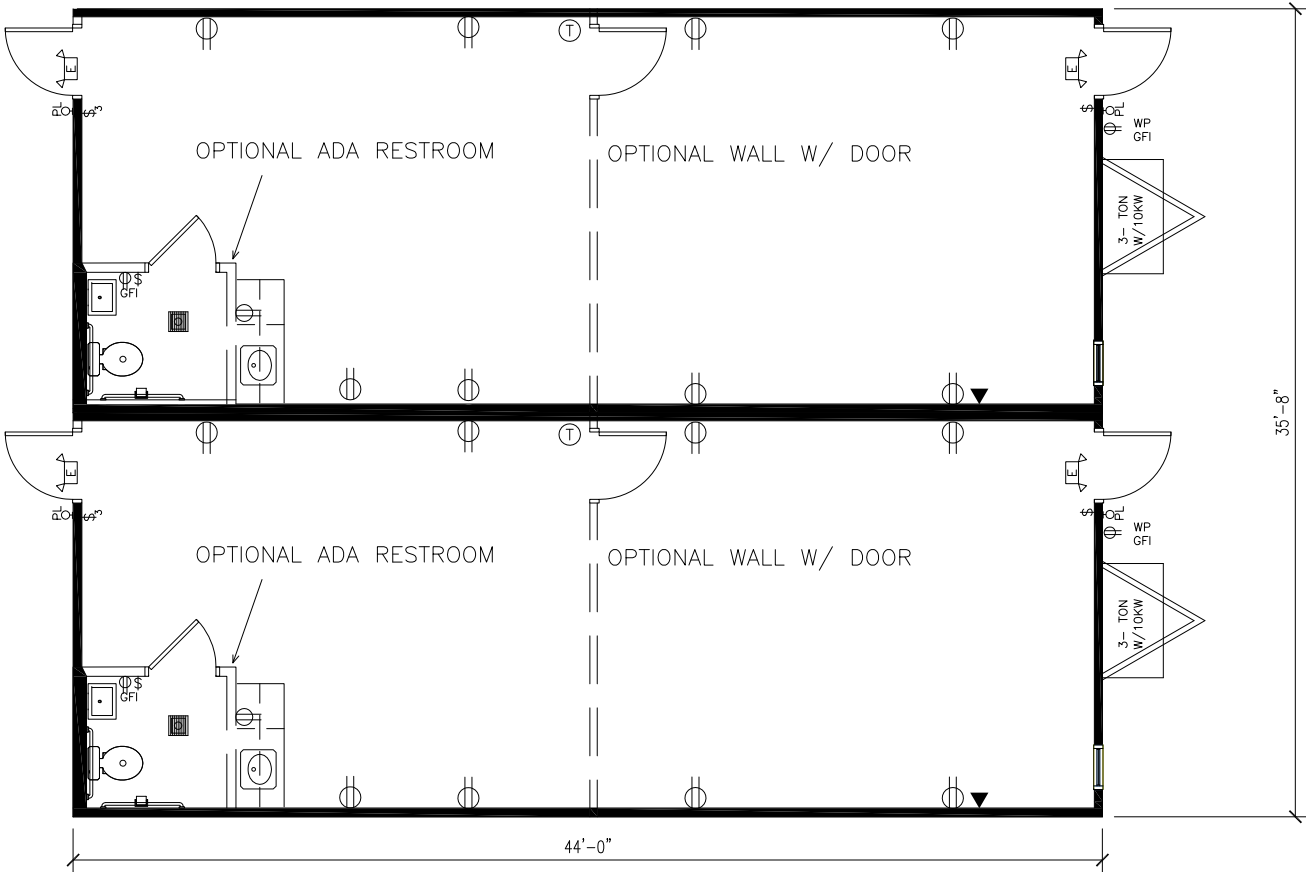 T
E
E
PL
$3
$
PL
WP
GFI
OPTIONAL ADA RESTROOM
OPTIONAL WALL W/ DOOR
3- TON
W/10KW
$
GFI
35'-8"
T
E
E
PL
$3
$
PL
WP
GFI
OPTIONAL ADA RESTROOM
OPTIONAL WALL W/ DOOR
3- TON
W/10KW
$
GFI
44'-0"